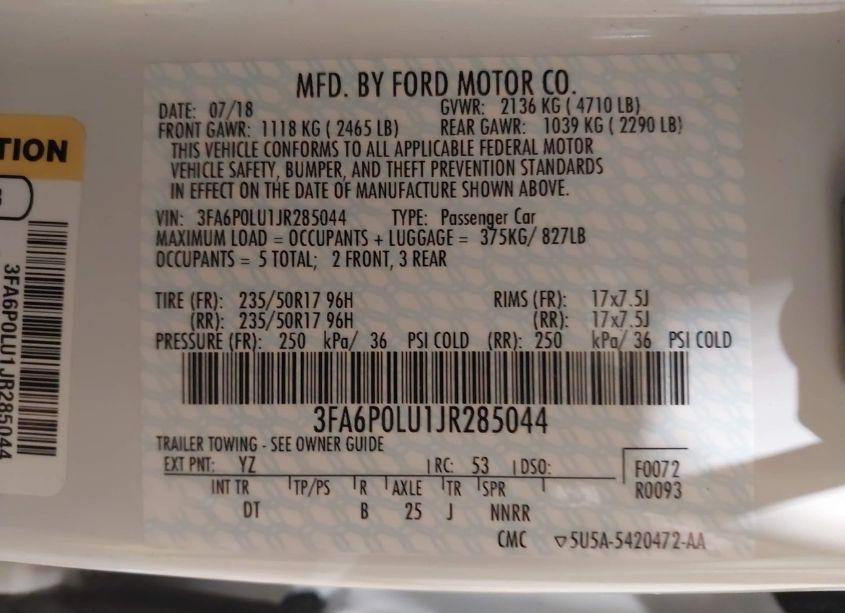 MFD. BY FORD MOTOR CO.
DATE: 07/18 GVWR: 2136 KG ( 4710 LB)
FRONT GAWR: 1118 KG ( 2465 LB) REAR GAWR: 1039 KG ( 2290 LB)
THIS VEHICLE CONFORMS TO ALL APPLICABLE FEDERAL MOTOR
VEHICLE SAFETY, BUMPER, AND THEFT PREVENTION STANDARDS
IN EFFECT ON THE DATE OF MANUFACTURE SHOWN ABOVE.
VIN: 3FA6P0LU1JR285044 TYPE: Passenger Car
MAXIMUM LOAD = OCCUPANTS + LUGGAGE = 375KG/ 827LB
OCCUPANTS = 5 TOTAL; 2 FRONT, 3 REAR
TIRE (FR): 235/50R17 96H RIMS (FR): 17x7.5J
(RR): 235/50R17 96H (RR): 17x7.5J
PRESSURE (FR): 250 kPa/ 36 PSI COLD (RR): 250 kPa/ 36 PSI COLD
3FA6P0LU1JR285044
TRAILER TOWING - SEE OWNER GUIDE
EXT PNT: YZ RC: 53 DSO: F0072
R0093
INT TR TP/PS R AXLE TR SPR
DT B 25 J NNRR
CMC ▽5U5A-5420472-AA
TION
3FA6P0LU1JR285044